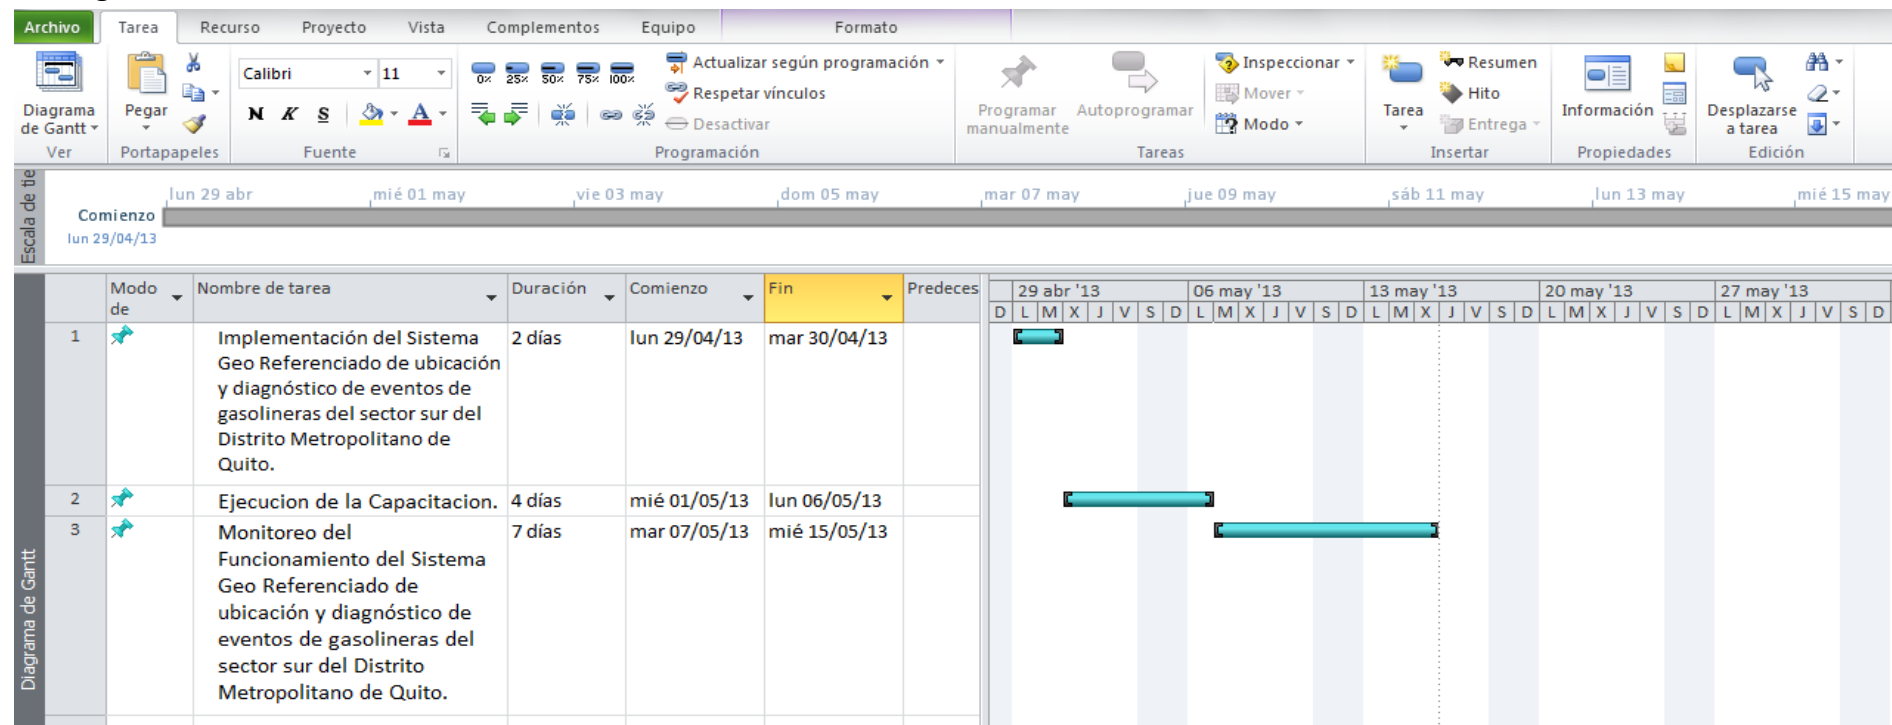 Archivo Tarea Recurso Proyecto Vista Complementos Equipo Formato
Diagrama de Gantt
Ver
Pegar
Portapapeles
Calibri 11
N K S A
Fuente
0% 25% 50% 75% 100%
Actualizar según programación
Respetar vínculos
Desactivar
Programación
Programar manualmente
Autoprogramar
Inspeccionar
Mover
Modo
Tareas
Tarea
Resumen
Hito
Entrega
Insertar
Información
Propiedades
Desplazarse a tarea
Edición
Escala de tie
lun 29 abr mié 01 may vie 03 may dom 05 may mar 07 may jue 09 may sáb 11 may lun 13 may mié 15 may
Comienzo
lun 29/04/13
Modo de Nombre de tarea Duración Comienzo Fin Predeces
29 abr '13 06 may '13 13 may '13 20 may '13 27 may '13
D L M X J V S D L M X J V S D L M X J V S D L M X J V S D L M X J V S D
1 Implementación del Sistema 2 días lun 29/04/13 mar 30/04/13
Geo Referenciado de ubicación
y diagnóstico de eventos de
gasolineras del sector sur del
Distrito Metropolitano de
Quito.
2 Ejecucion de la Capacitacion. 4 días mié 01/05/13 lun 06/05/13
3 Monitoreo del 7 días mar 07/05/13 mié 15/05/13
Funcionamiento del Sistema
Geo Referenciado de
ubicación y diagnóstico de
eventos de gasolineras del
sector sur del Distrito
Metropolitano de Quito.
Diagrama de Gantt